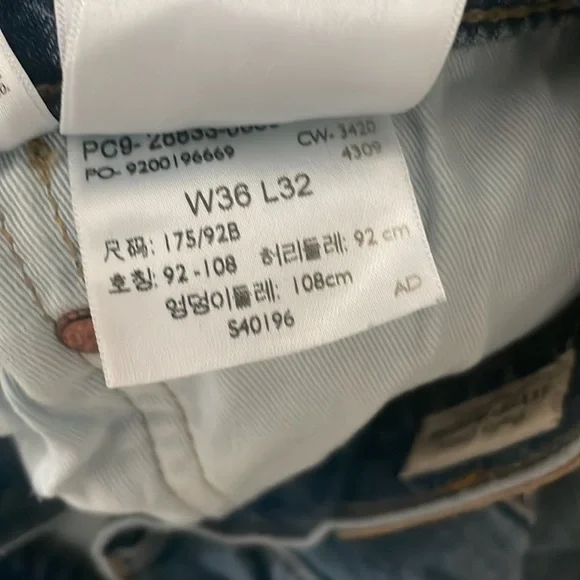 PC9-
PO-9200196669
CW-3420
4309
W36 L32
尺码: 175/92B
호칭: 92 -108 허리둘레: 92 cm
엉덩이둘레: 108cm
S40196 AD